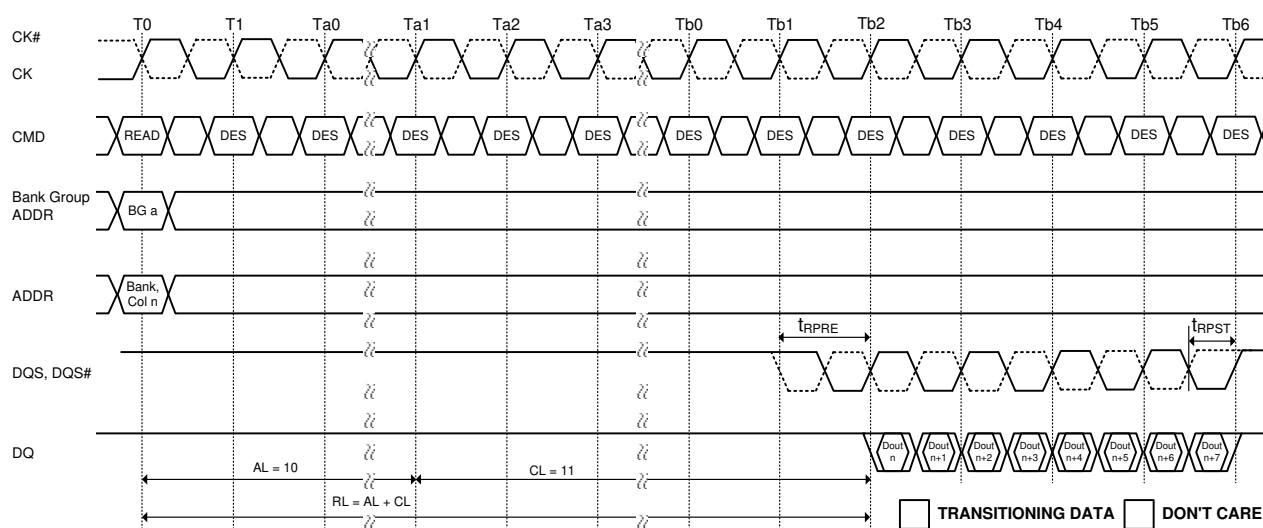 T0 T1 Ta0 Ta1 Ta2 Ta3 Tb0 Tb1 Tb2 Tb3 Tb4 Tb5 Tb6
CK#
CK
CMD READ DES DES DES DES DES DES DES DES DES DES DES DES
Bank Group
ADDR
BG a
ADDR
Bank,
Col n
tRPRE
tRPST
DQS, DQS#
DQ
Dout n
Dout n+1
Dout n+2
Dout n+3
Dout n+4
Dout n+5
Dout n+6
Dout n+7
AL = 10
CL = 11
RL = AL + CL
TRANSITIONING DATA
DON'T CARE